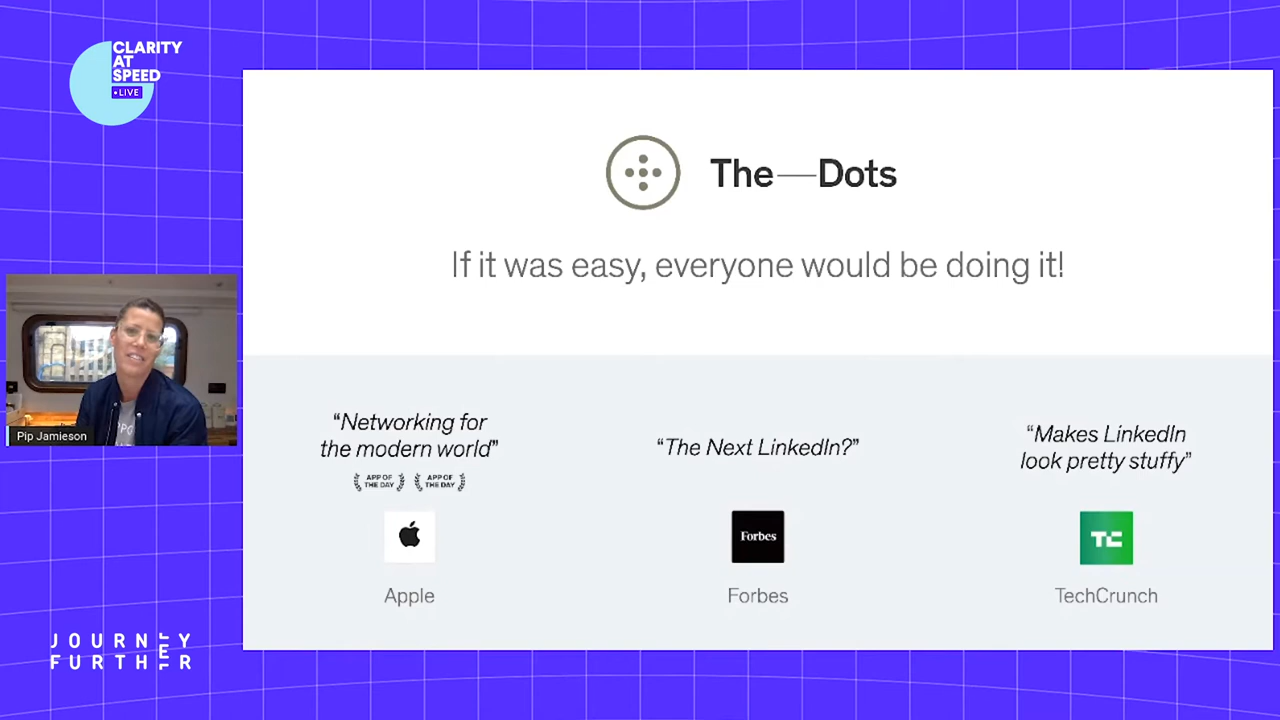 CLARITY
AT
SPEED
•LIVE
The—Dots
If it was easy, everyone would be doing it!
Pip Jamieson
“Networking for
the modern world”
APP OF
THE DAY
APP OF
THE DAY
Apple
“The Next LinkedIn?”
Forbes
Forbes
“Makes LinkedIn
look pretty stuffy”
TC
TechCrunch
JOURNEY
FURTHER